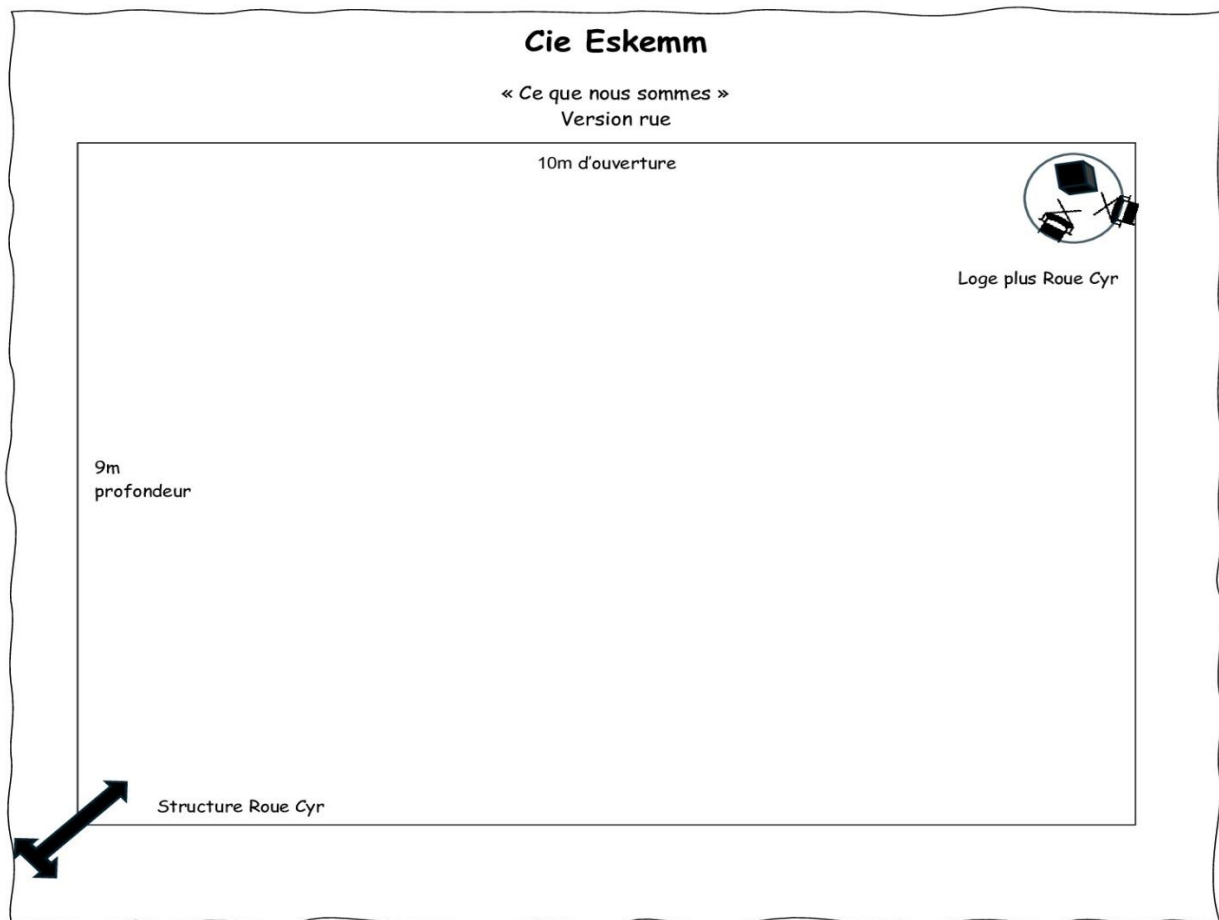 Cie Eskemm
« Ce que nous sommes »
Version rue
10m d'ouverture
Loge plus Roue Cyr
9m
profondeur
Structure Roue Cyr